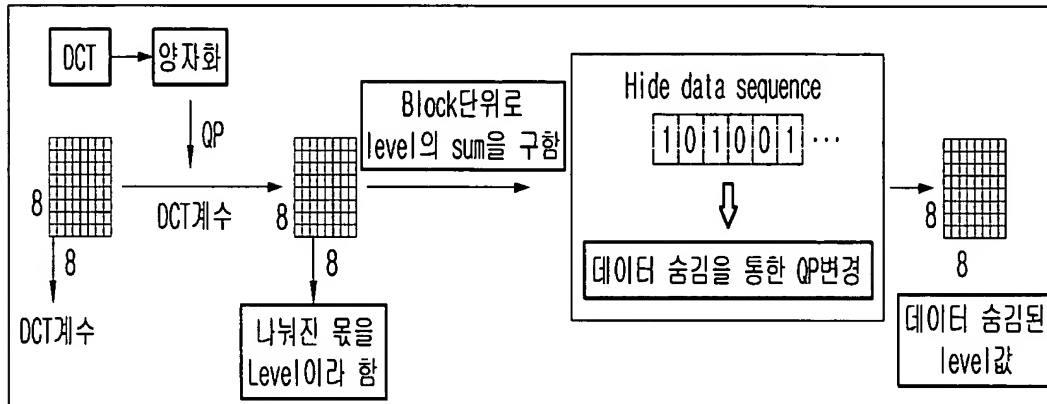 DCT
양자화
QP
8
8
DCT계수
DCT계수
8
8
나눠진 몫을
Level이라 함
Block단위로
level의 sum을 구함
Hide data sequence
1 0 1 0 0 1 ...
데이터 숨김을 통한 QP변경
8
8
데이터 숨김된
level값